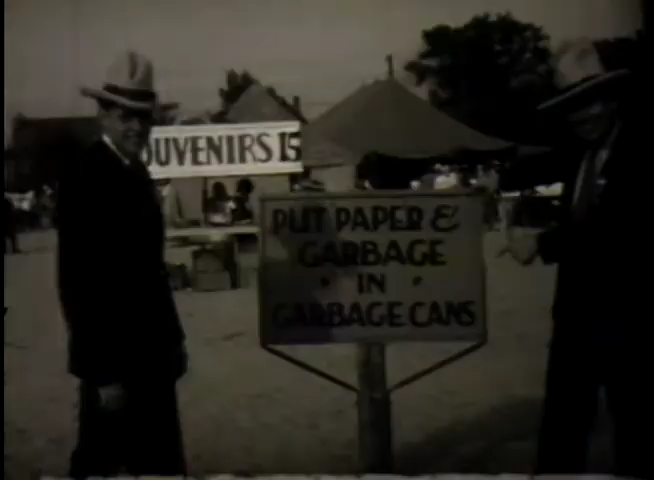 OUVENIRS 15
PUT PAPER &
GARBAGE
• IN •
GARBAGE CANS